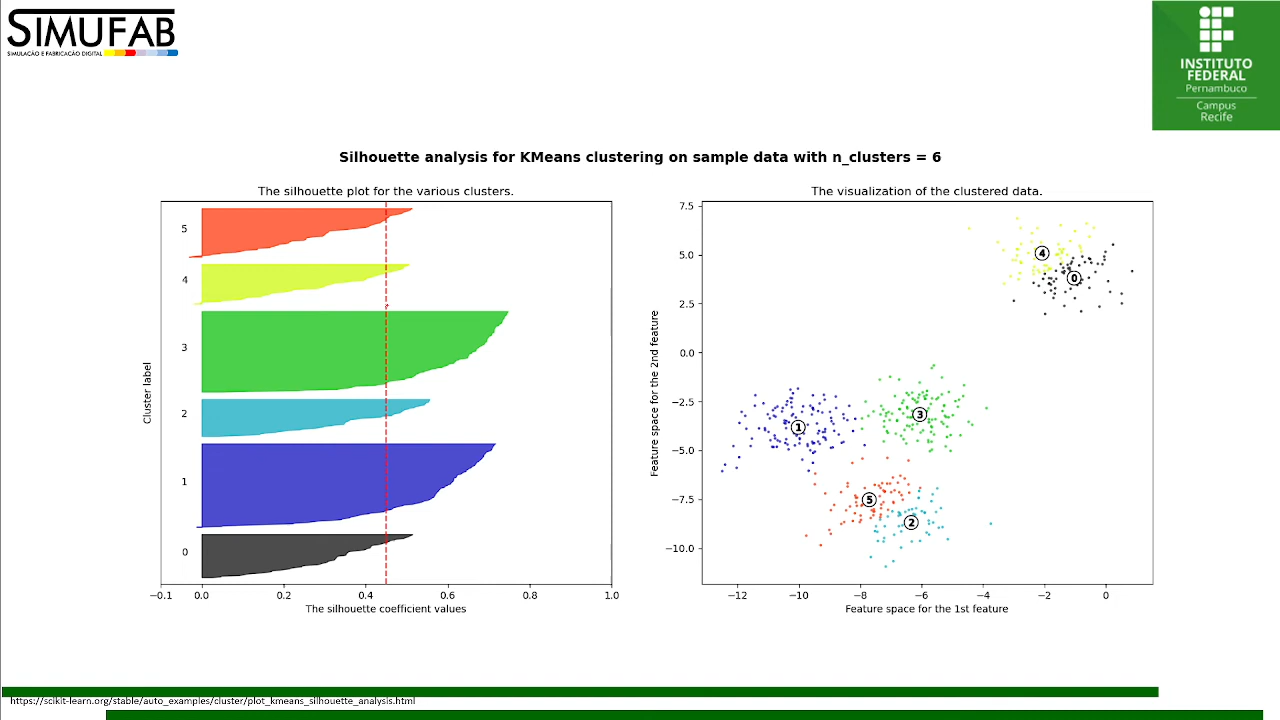 SIMUFAB
SIMULAÇÃO E FABRICAÇÃO DIGITAL
INSTITUTO
FEDERAL
Pernambuco
Campus
Recife
Silhouette analysis for KMeans clustering on sample data with n_clusters = 6
The silhouette plot for the various clusters.
5
4
3
2
1
0
Cluster label
−0.1 0.0 0.2 0.4 0.6 0.8 1.0
The silhouette coefficient values
The visualization of the clustered data.
7.5
5.0
2.5
0.0
−2.5
−5.0
−7.5
−10.0
Feature space for the 2nd feature
4
0
3
1
5
2
−12 −10 −8 −6 −4 −2 0
Feature space for the 1st feature
https://scikit-learn.org/stable/auto_examples/cluster/plot_kmeans_silhouette_analysis.html